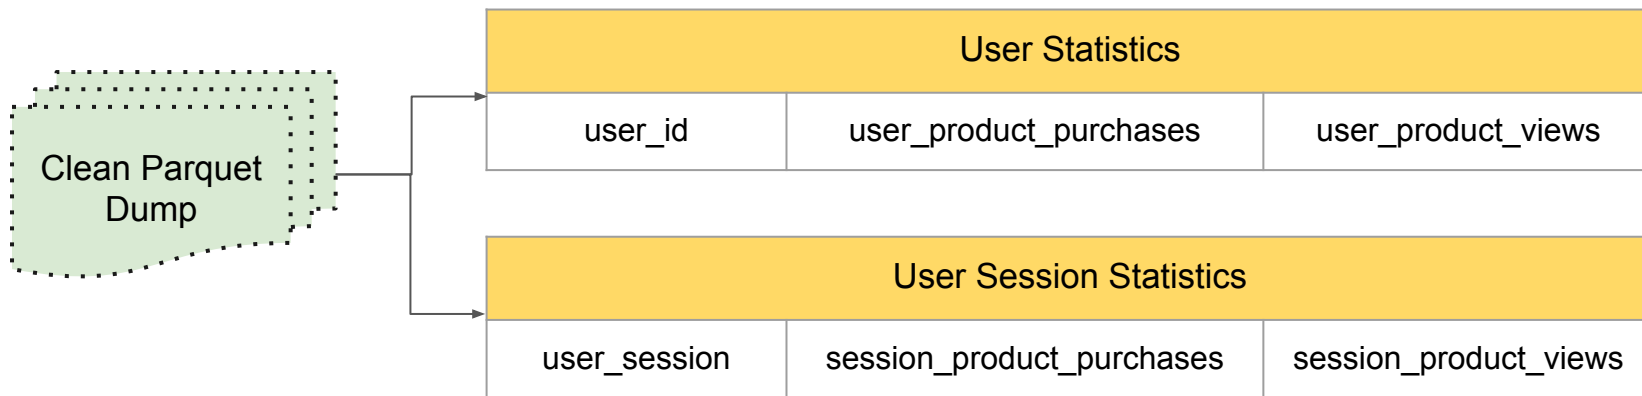 Clean Parquet
Dump
User Statistics
user_id user_product_purchases user_product_views
User Session Statistics
user_session session_product_purchases session_product_views